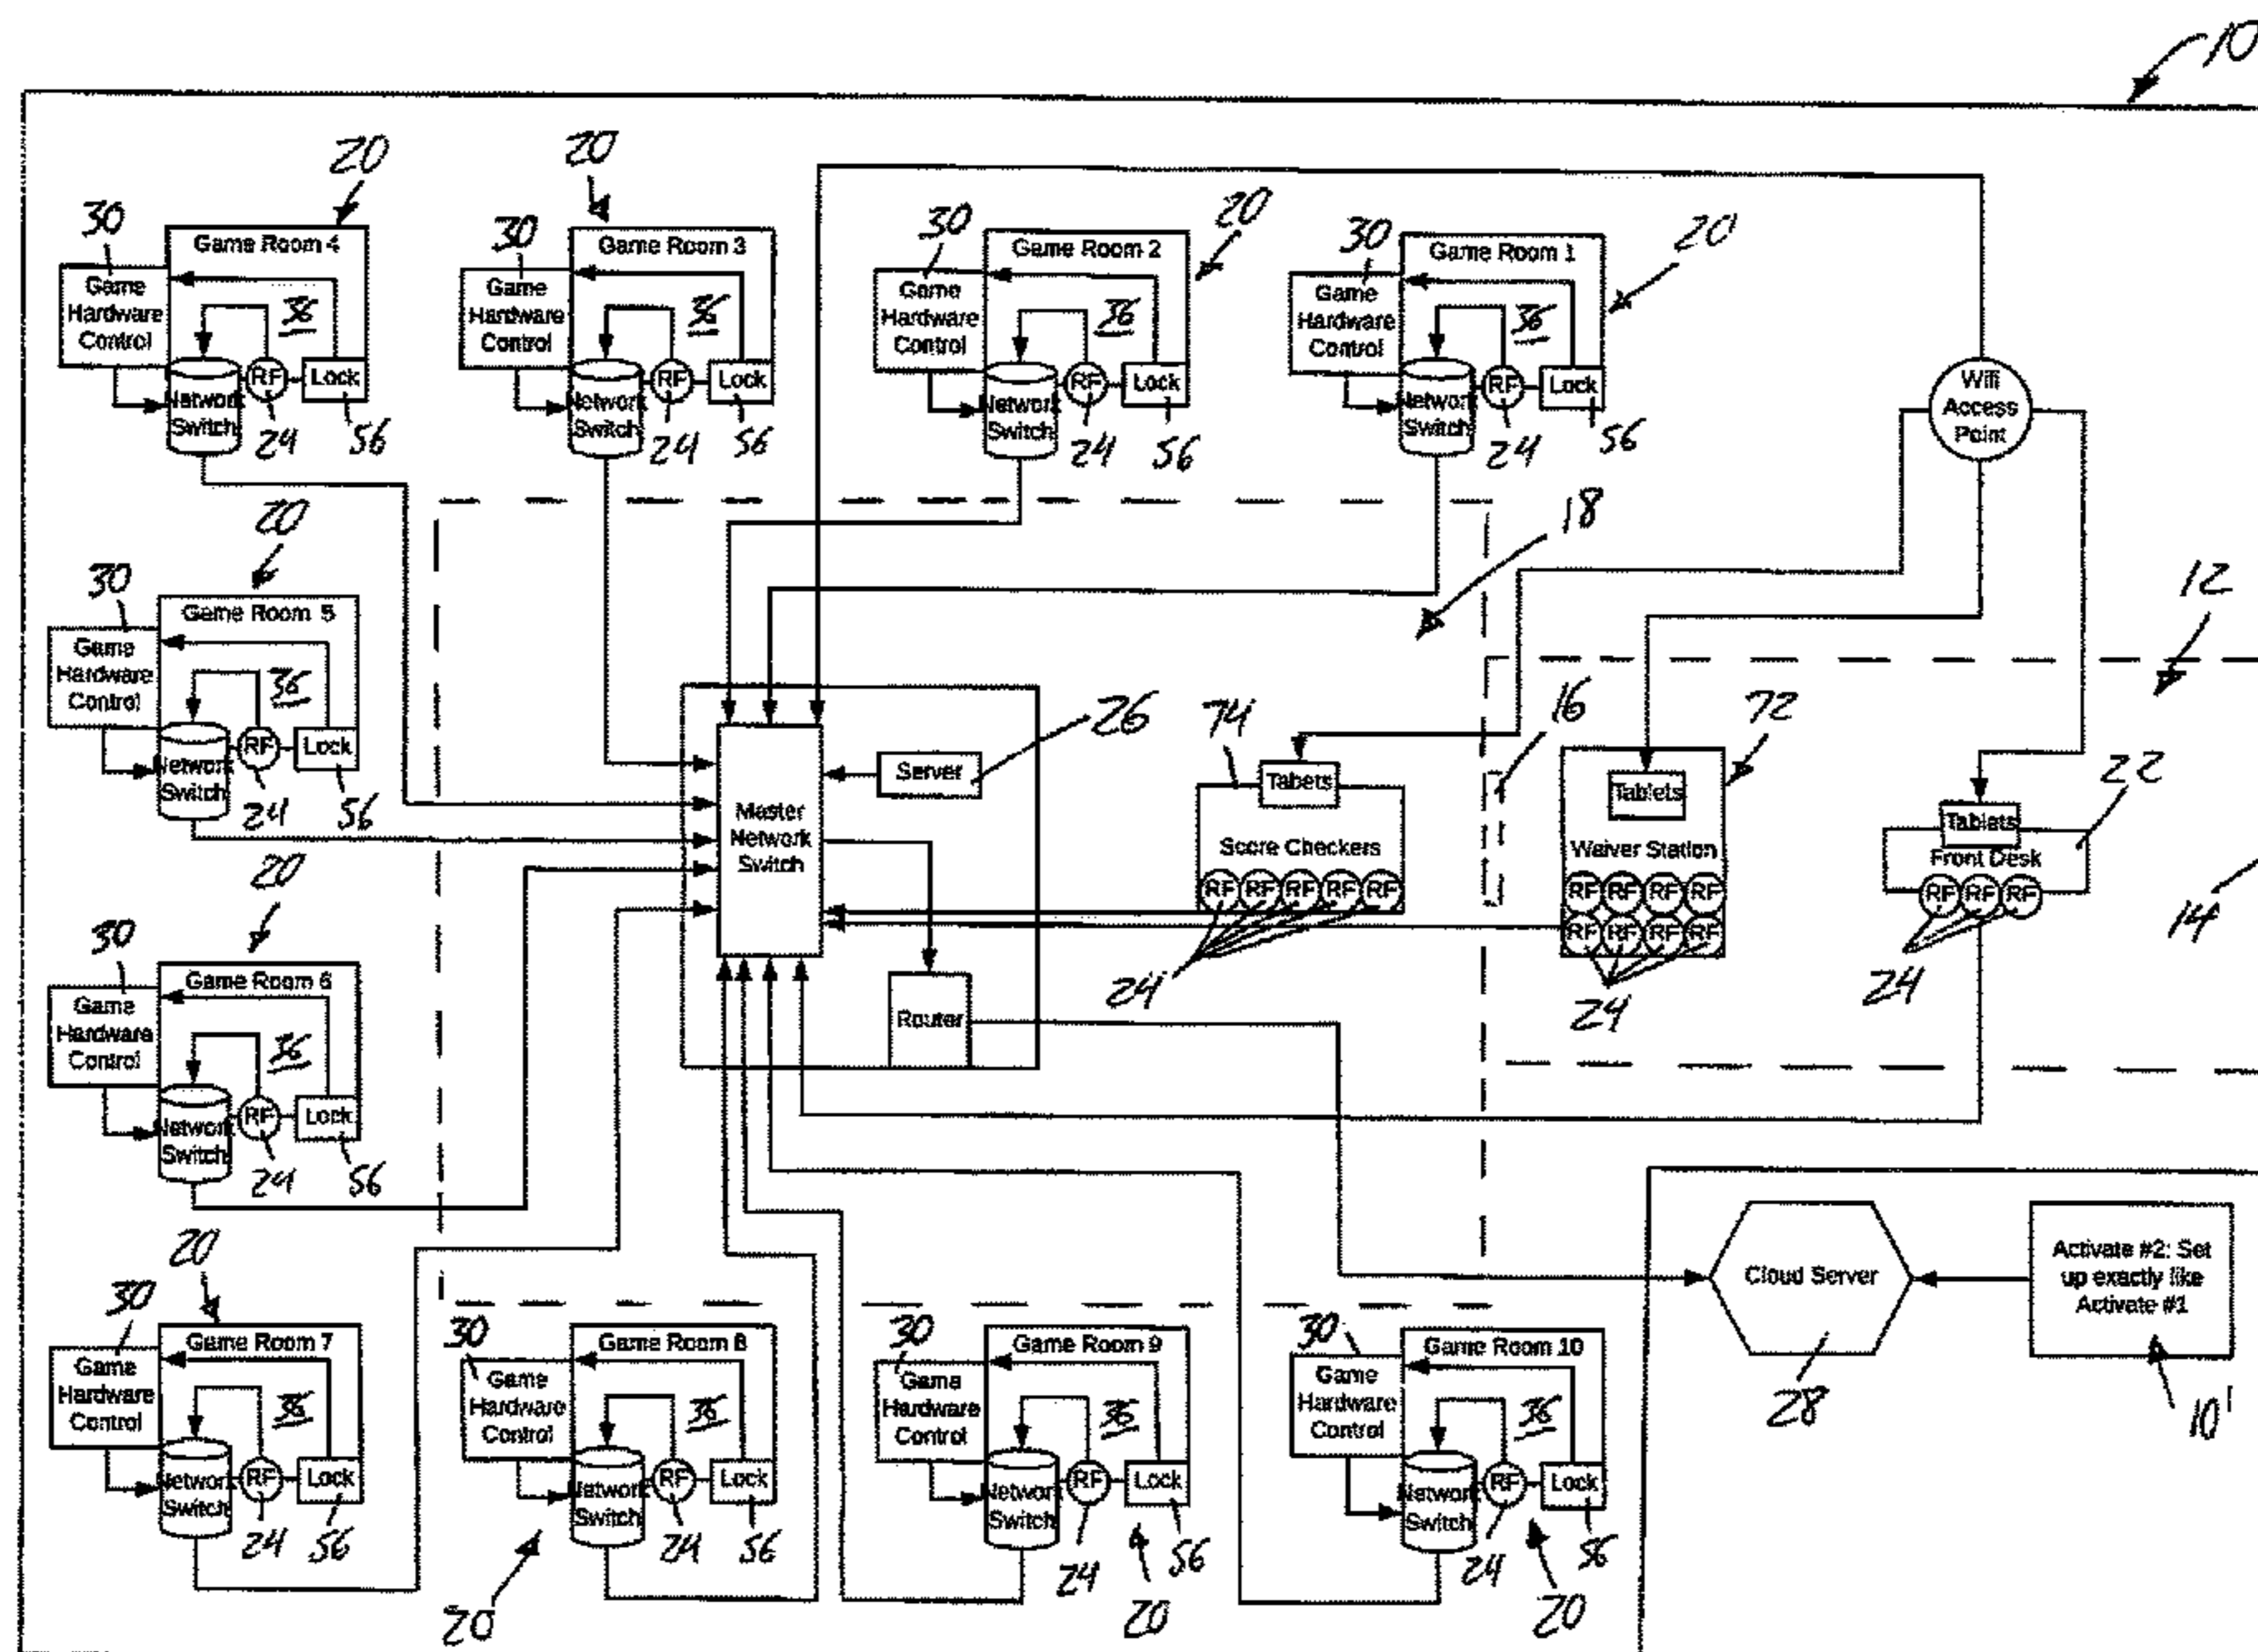 10
20
20
20
20
30
Game Room 4
30
Game Room 3
30
Game Room 2
30
Game Room 1
Game
Hardware
Control
36
RF
Lock
Network
Switch
24
56
Game
Hardware
Control
36
RF
Lock
Network
Switch
24
56
Game
Hardware
Control
36
RF
Lock
Network
Switch
24
56
Game
Hardware
Control
36
RF
Lock
Network
Switch
24
56
Wifi
Access
Point
18
12
20
30
Game Room 5
Game
Hardware
Control
36
RF
Lock
Network
Switch
24
56
26
Server
Master
Network
Switch
Router
74
Tabets
Score Checkers
RF RF RF RF RF
24
16
72
Tablets
Waiver Station
RF RF RF RF
RF RF RF RF
24
22
Tablets
Front Desk
RF RF RF
24
14
20
30
Game Room 6
Game
Hardware
Control
36
RF
Lock
Network
Switch
24
56
20
30
Game Room 7
Game
Hardware
Control
36
RF
Lock
Network
Switch
24
56
30
Game Room 8
Game
Hardware
Control
36
RF
Lock
Network
Switch
24
56
20
30
Game Room 9
Game
Hardware
Control
36
RF
Lock
Network
Switch
24
56
20
30
Game Room 10
Game
Hardware
Control
36
RF
Lock
Network
Switch
24
56
20
Cloud Server
28
Activate #2: Set
up exactly like
Activate #1
10'